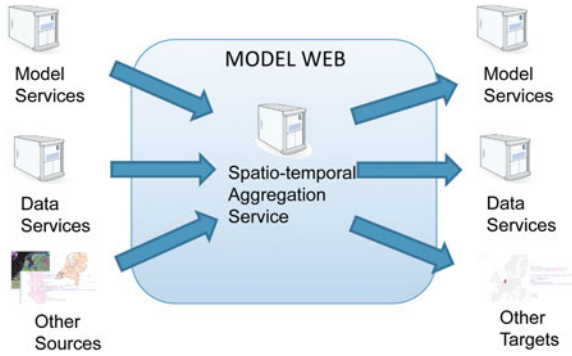 MODEL WEB
Model
Services
Data
Services
Other
Sources
Spatio-temporal
Aggregation
Service
Model
Services
Data
Services
Other
Targets